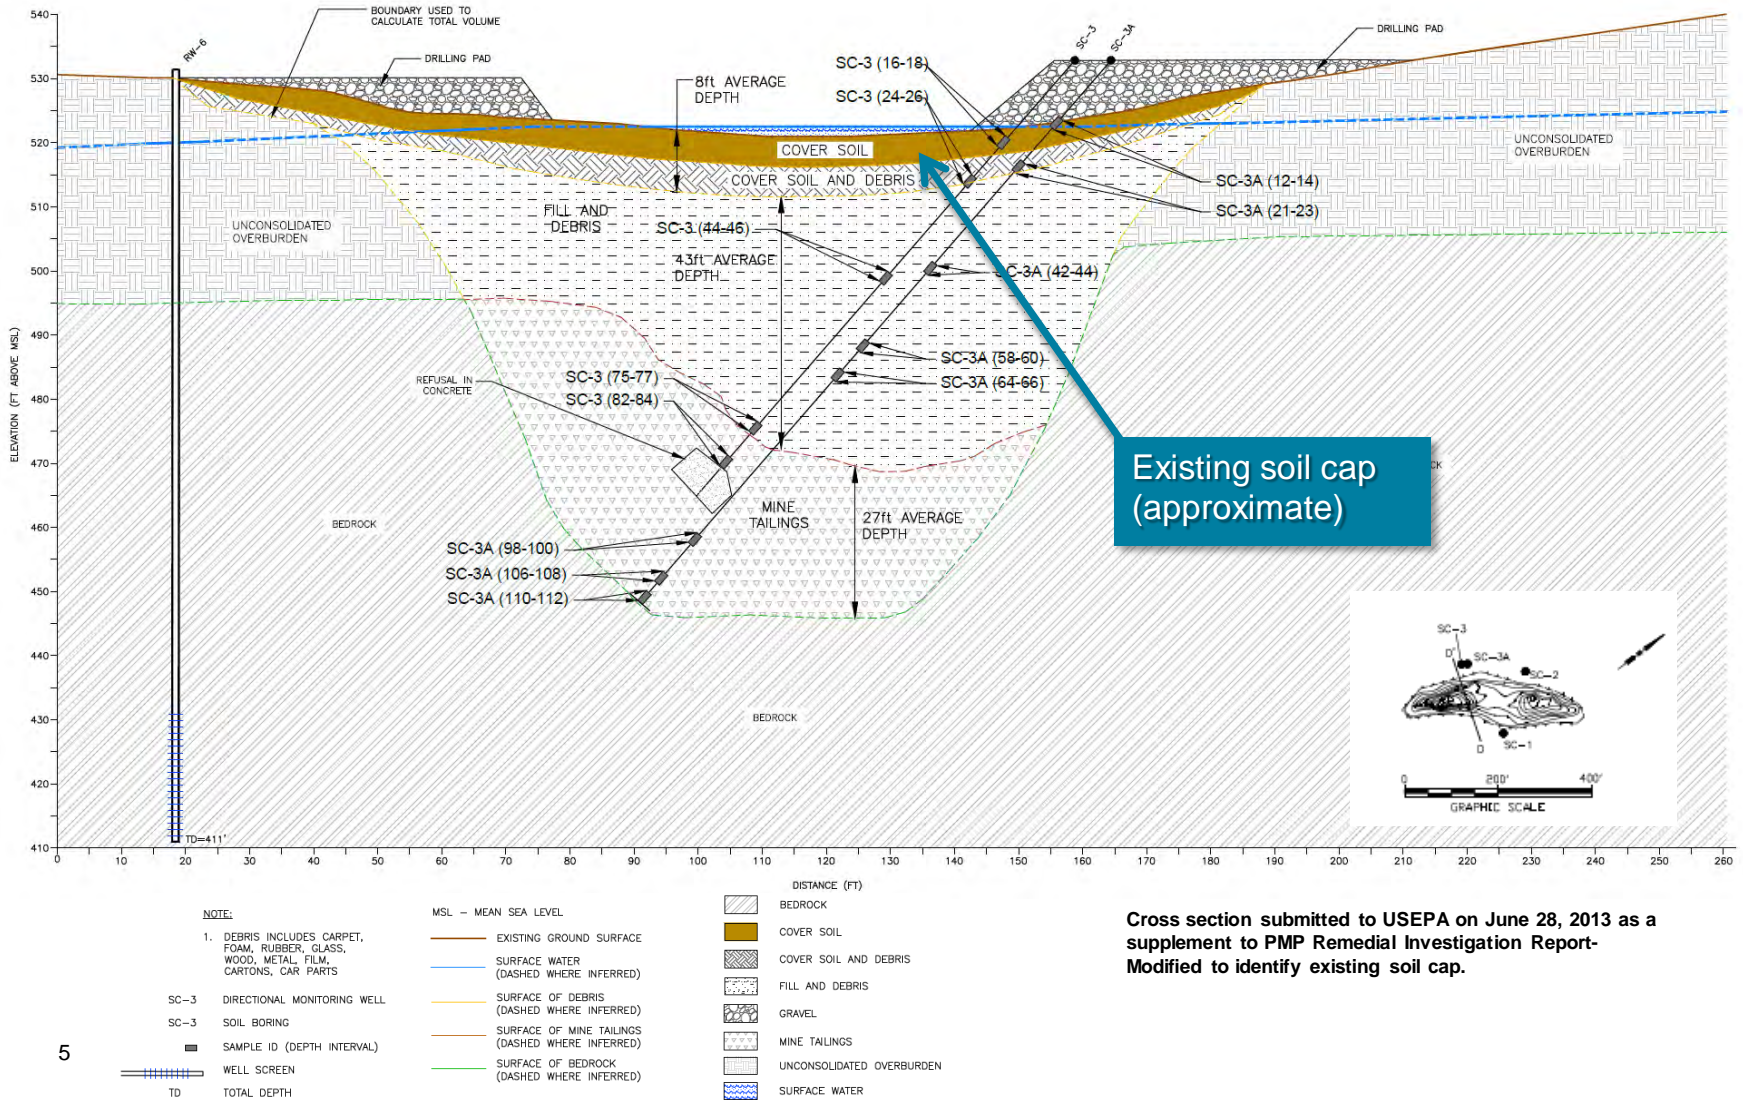 540
530
520
510
500
490
480
470
460
450
440
430
420
410
ELEVATION (FT ABOVE MSL)
BOUNDARY USED TO
CALCULATE TOTAL VOLUME
RW-6
DRILLING PAD
8ft AVERAGE
DEPTH
SC-3 (16-18)
SC-3 (24-26)
SC-3
SC-3A
DRILLING PAD
COVER SOIL
COVER SOIL AND DEBRIS
UNCONSOLIDATED
OVERBURDEN
SC-3A (12-14)
SC-3A (21-23)
UNCONSOLIDATED
OVERBURDEN
FILL AND
DEBRIS
SC-3 (44-46)
43ft AVERAGE
DEPTH
SC-3A (42-44)
SC-3A (58-60)
SC-3A (64-66)
REFUSAL IN
CONCRETE
SC-3 (75-77)
SC-3 (82-84)
Existing soil cap
(approximate)
BEDROCK
MINE
TAILINGS
27ft AVERAGE
DEPTH
SC-3A (98-100)
SC-3A (106-108)
SC-3A (110-112)
BEDROCK
TD=411'
SC-3
D'
SC-3A
SC-2
D
SC-1
0 200' 400'
GRAPHIC SCALE
0 10 20 30 40 50 60 70 80 90 100 110 120 130 140 150 160 170 180 190 200 210 220 230 240 250 260
DISTANCE (FT)
NOTE:
1. DEBRIS INCLUDES CARPET,
FOAM, RUBBER, GLASS,
WOOD, METAL, FILM,
CARTONS, CAR PARTS
SC-3 DIRECTIONAL MONITORING WELL
SC-3 SOIL BORING
SAMPLE ID (DEPTH INTERVAL)
WELL SCREEN
TD TOTAL DEPTH
MSL - MEAN SEA LEVEL
EXISTING GROUND SURFACE
SURFACE WATER
(DASHED WHERE INFERRED)
SURFACE OF DEBRIS
(DASHED WHERE INFERRED)
SURFACE OF MINE TAILINGS
(DASHED WHERE INFERRED)
SURFACE OF BEDROCK
(DASHED WHERE INFERRED)
BEDROCK
COVER SOIL
COVER SOIL AND DEBRIS
FILL AND DEBRIS
GRAVEL
MINE TAILINGS
UNCONSOLIDATED OVERBURDEN
SURFACE WATER
Cross section submitted to USEPA on June 28, 2013 as a
supplement to PMP Remedial Investigation Report-
Modified to identify existing soil cap.
5